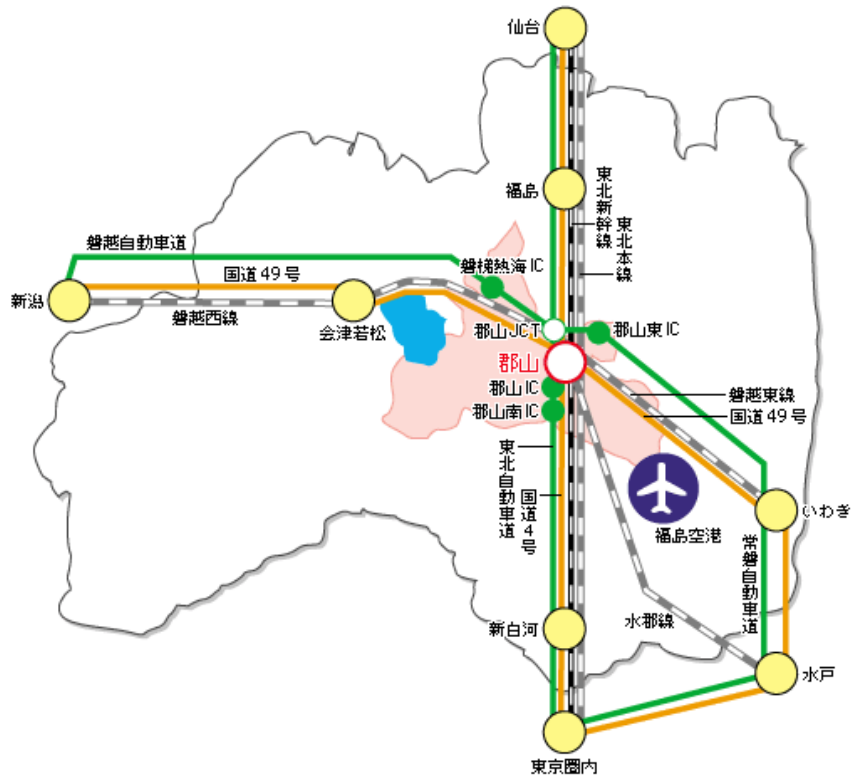 仙台
福島
東北新幹線
東北本線
磐越自動車道
磐梯熱海IC
国道49号
新潟
磐越西線
会津若松
郡山JCT
郡山東IC
郡山
郡山IC
郡山南IC
磐越東線
国道49号
東北自動車道
国道4号
福島空港
いわき
常磐自動車道
新白河
水郡線
水戸
東京圏内